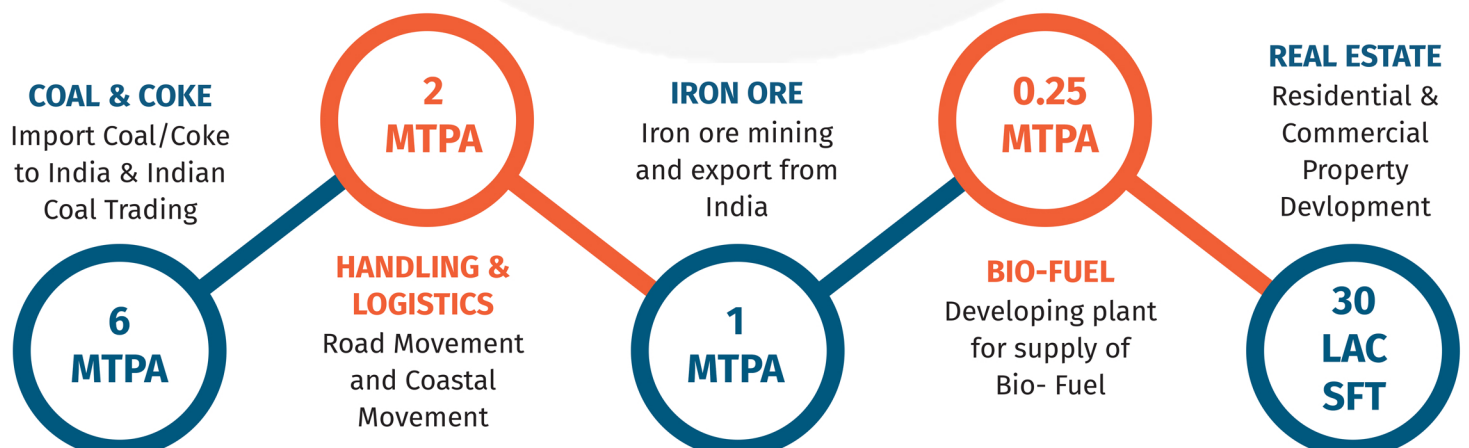 COAL & COKE
Import Coal/Coke
to India & Indian
Coal Trading
6
MTPA
2
MTPA
HANDLING &
LOGISTICS
Road Movement
and Coastal
Movement
IRON ORE
Iron ore mining
and export from
India
1
MTPA
0.25
MTPA
BIO-FUEL
Developing plant
for supply of
Bio- Fuel
REAL ESTATE
Residential &
Commercial
Property
Devlopment
30
LAC
SFT